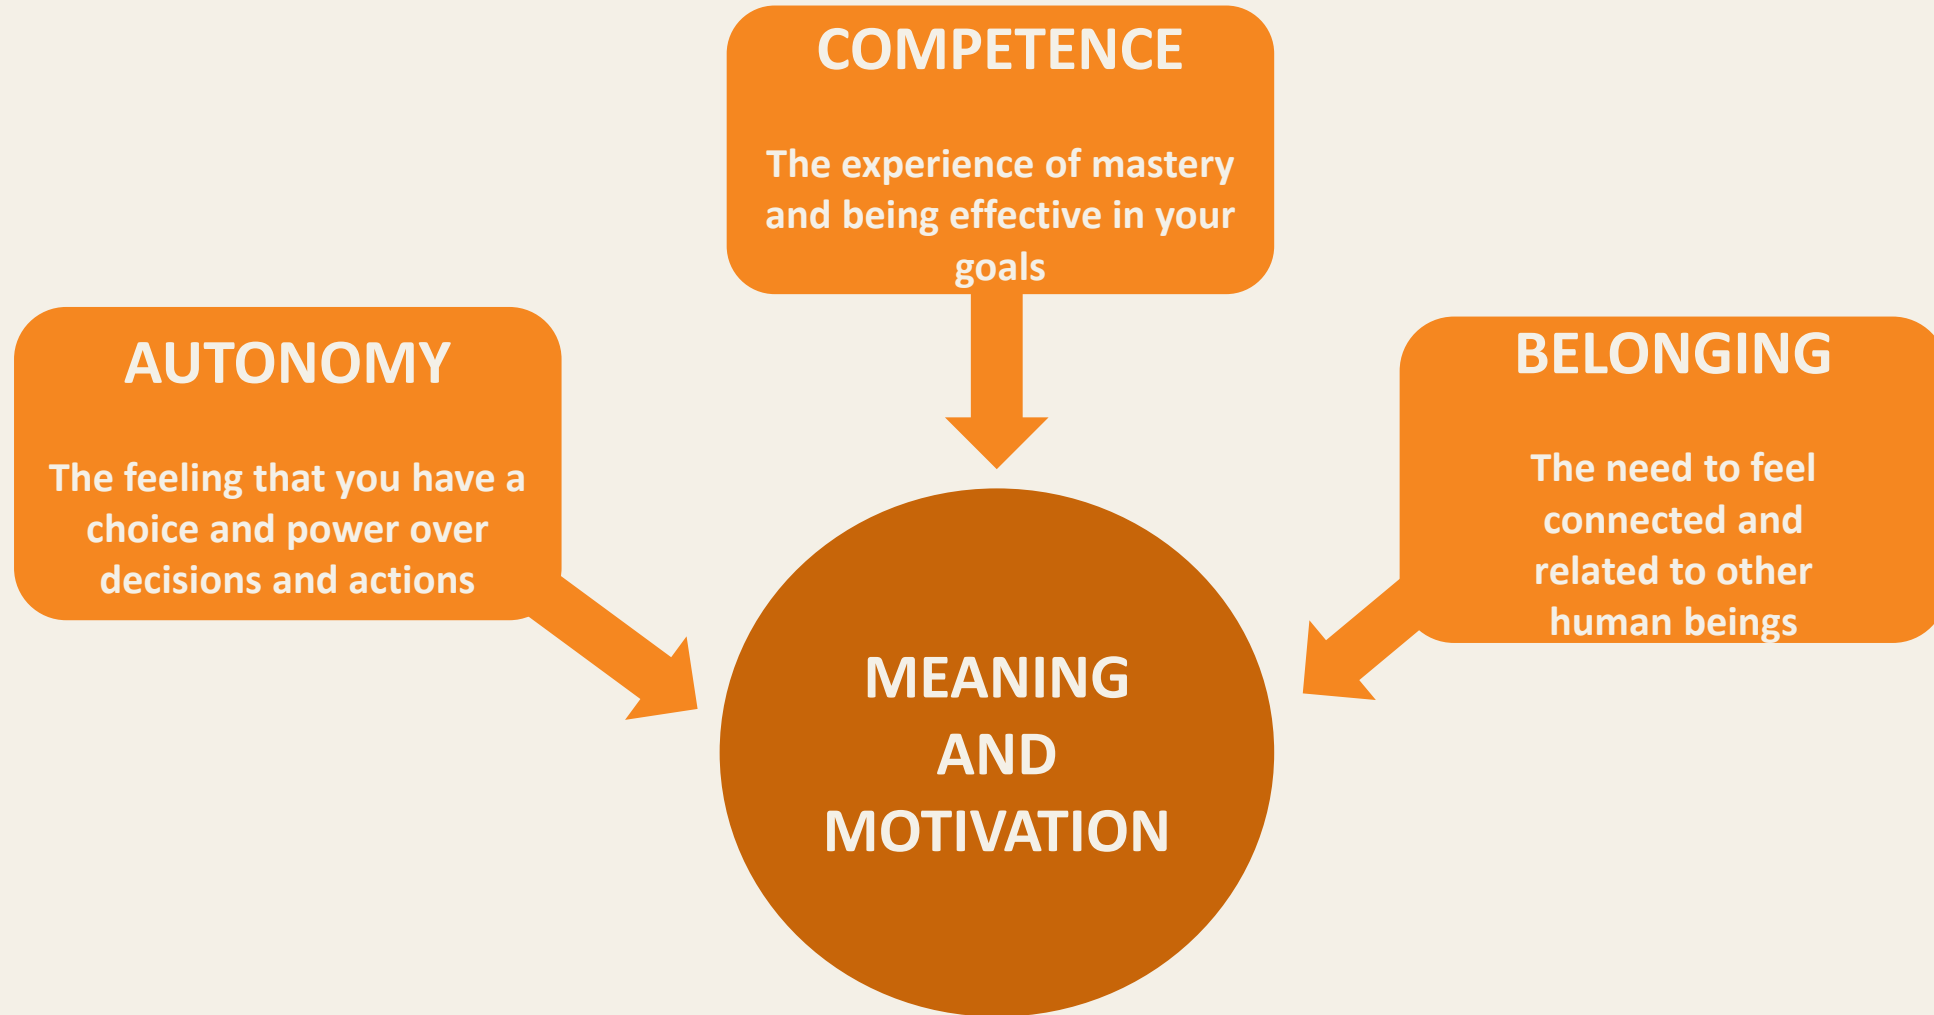 COMPETENCE
The experience of mastery
and being effective in your
goals
AUTONOMY
The feeling that you have a
choice and power over
decisions and actions
BELONGING
The need to feel
connected and
related to other
human beings
MEANING
AND
MOTIVATION